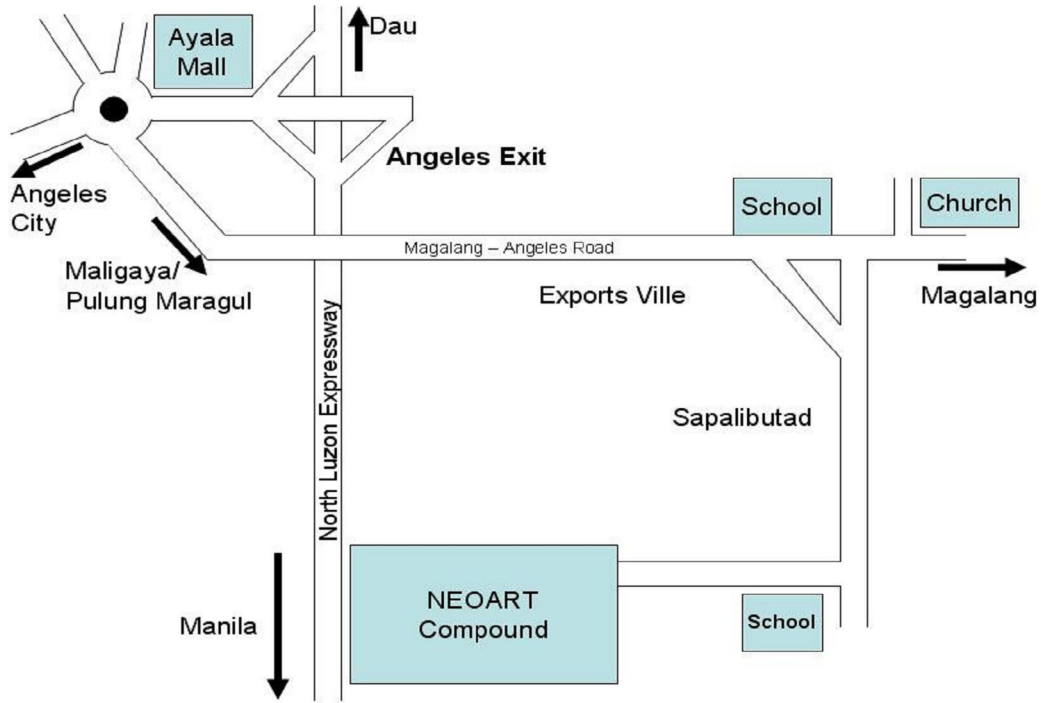 Dau
Ayala
Mall
Angeles Exit
Angeles
City
School
Church
Magalang – Angeles Road
Maligaya/
Pulung Maragul
Exports Ville
Magalang
North Luzon Expressway
Sapalibutad
NEOART
Compound
Manila
School